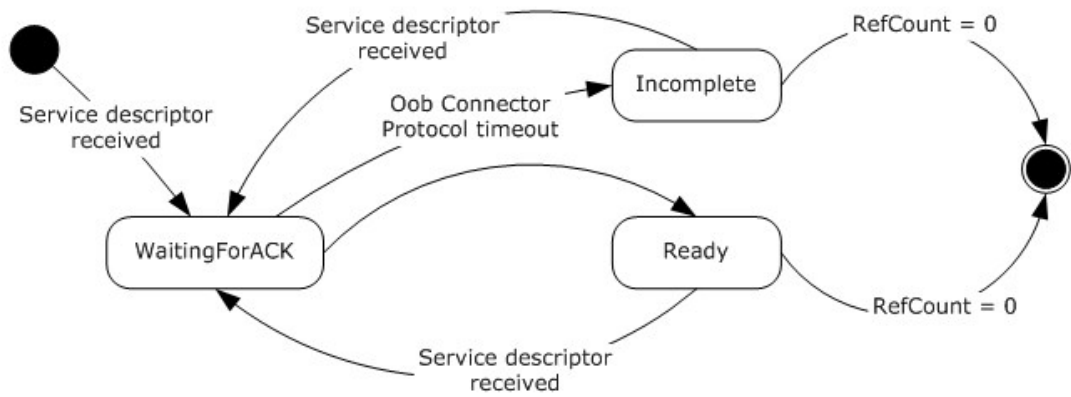 Service descriptor
received
RefCount = 0
Incomplete
Oob Connector
Protocol timeout
Service descriptor
received
WaitingForACK
Ready
RefCount = 0
Service descriptor
received